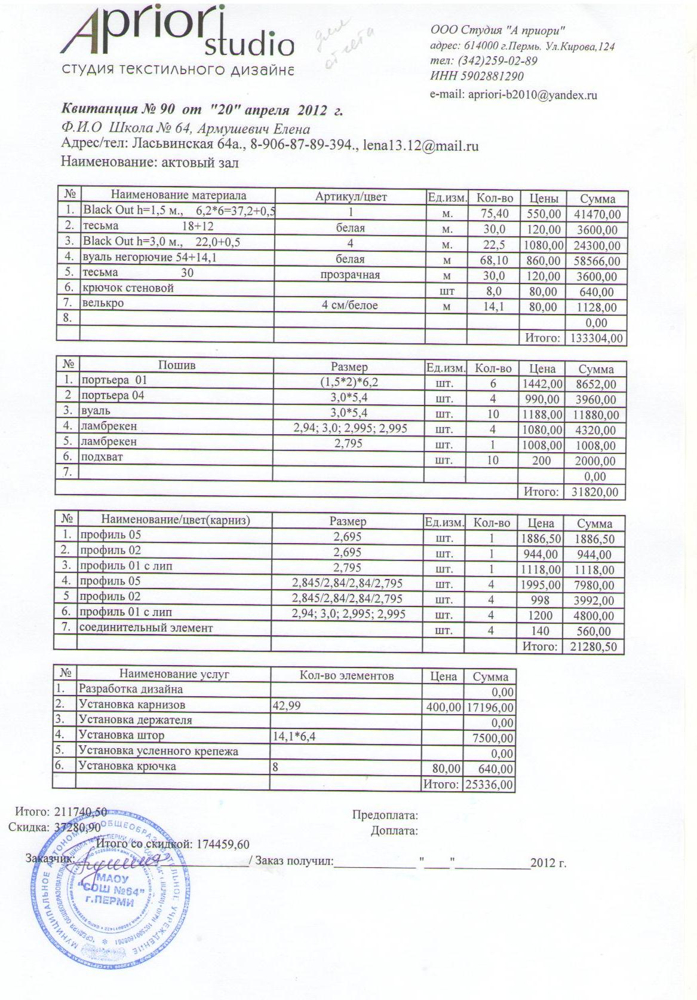 Apriori studio
студия текстильного дизайна
для отчета
ООО Студия "А приори"
адрес: 614000 г.Пермь. Ул.Кирова,124
тел: (342)259-02-89
ИНН 5902881290
e-mail: apriori-b2010@yandex.ru
Квитанция № 90 от "20" апреля 2012 г.
Ф.И.О Школа № 64, Армушевич Елена
Адрес/тел: Ласьвинская 64а., 8-906-87-89-394., lena13.12@mail.ru
Наименование: актовый зал
№ Наименование материала Артикул/цвет Ед.изм. Кол-во Цены Сумма
1. Black Out h=1,5 м., 6,2*6=37,2+0,5 1 м. 75,40 550,00 41470,00
2. тесьма 18+12 белая м. 30,0 120,00 3600,00
3. Black Out h=3,0 м., 22,0+0,5 4 м. 22,5 1080,00 24300,00
4. вуаль негорючие 54+14,1 белая м 68,10 860,00 58566,00
5. тесьма 30 прозрачная м 30,0 120,00 3600,00
6. крючок стеновой шт 8,0 80,00 640,00
7. велькро 4 см/белое м 14,1 80,00 1128,00
8. 0,00
Итого: 133304,00
№ Пошив Размер Ед.изм. Кол-во Цена Сумма
1. портьера 01 (1,5*2)*6,2 шт. 6 1442,00 8652,00
2 портьера 04 3,0*5,4 шт. 4 990,00 3960,00
3. вуаль 3,0*5,4 шт. 10 1188,00 11880,00
4. ламбрекен 2,94; 3,0; 2,995; 2,995 шт. 4 1080,00 4320,00
5. ламбрекен 2,795 шт. 1 1008,00 1008,00
6. подхват шт. 10 200 2000,00
7. 0,00
Итого: 31820,00
№ Наименование/цвет(карниз) Размер Ед.изм. Кол-во Цена Сумма
1. профиль 05 2,695 шт. 1 1886,50 1886,50
2. профиль 02 2,695 шт. 1 944,00 944,00
3. профиль 01 с лип 2,795 шт. 1 1118,00 1118,00
4. профиль 05 2,845/2,84/2,84/2,795 шт. 4 1995,00 7980,00
5 профиль 02 2,845/2,84/2,84/2,795 шт. 4 998 3992,00
6. профиль 01 с лип 2,94; 3,0; 2,995; 2,995 шт. 4 1200 4800,00
7. соединительный элемент шт. 4 140 560,00
Итого: 21280,50
№ Наименование услуг Кол-во элементов Цена Сумма
1. Разработка дизайна 0,00
2. Установка карнизов 42,99 400,00 17196,00
3. Установка держателя 0,00
4. Установка штор 14,1*6,4 7500,00
5. Установка усленного крепежа 0,00
6. Установка крючка 8 80,00 640,00
Итого: 25336,00
Итого: 211740,50 Предоплата:
Скидка: 37280,90 Доплата:
Итого со скидкой: 174459,60
Заказчик:____________________/ Заказ получил:_____________ "____"____________2012 г.
МУНИЦИПАЛЬНОЕ АВТОНОМНОЕ ОБЩЕОБРАЗОВАТЕЛЬНОЕ УЧРЕЖДЕНИЕ
МАОУ
"СОШ №64"
г.ПЕРМИ